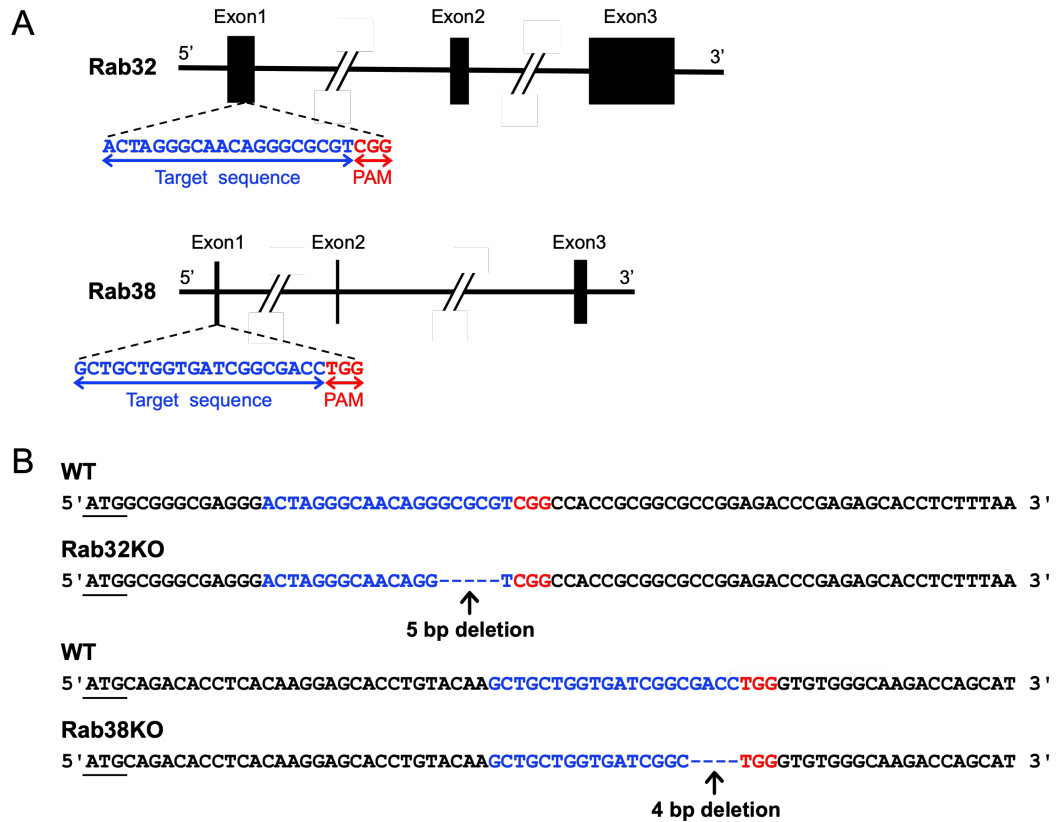 A
Exon1 Exon2 Exon3
5’ 3’
Rab32
ACTAGGGCAACAGGGCGCGTCGG
Target sequence PAM
Exon1 Exon2 Exon3
5’ 3’
Rab38
GCTGCTGGTGATCGGCGACCTGG
Target sequence PAM
B
WT
5'ATGGCGGGCGAGGGACTAGGGCAACAGGGCGCGTCGGCCACCGCGGCGCCGGAGACCCGAGAGCACCTCTTTAA 3'
Rab32KO
5'ATGGCGGGCGAGGGACTAGGGCAACAGG-----TCGGCCACCGCGGCGCCGGAGACCCGAGAGCACCTCTTTAA 3'
5 bp deletion
WT
5'ATGCAGACACCTCACAAGGAGCACCTGTACAAGCTGCTGGTGATCGGCGACCTGGGTGTGGGCAAGACCAGCAT 3'
Rab38KO
5'ATGCAGACACCTCACAAGGAGCACCTGTACAAGCTGCTGGTGATCGGC----TGGGTGTGGGCAAGACCAGCAT 3'
4 bp deletion